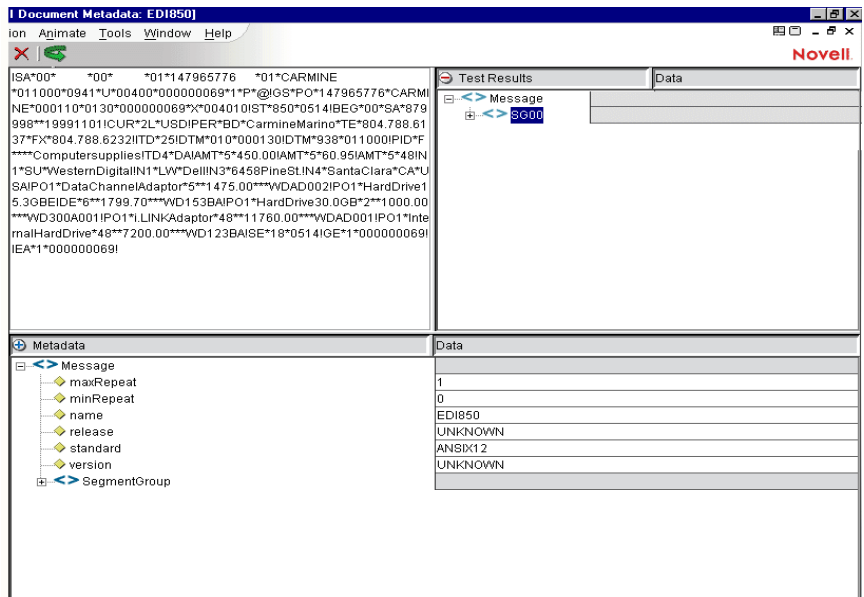 I Document Metadata: EDI850]
ion Animate Tools Window Help
Novell.
ISA*00* *00* *01*147965776 *01*CARMINE
*011000*0941*U*00400*000000069*1*P*@!GS*PO*147965776*CARMI
NE*000110*0130*000000069*X*004010!ST*850*0514!BEG*00*SA*879
998**19991101!CUR*2L*USD!PER*BD*CarmineMarino*TE*804.788.61
37*FX*804.788.6232!ITD*25!DTM*010*000130!DTM*938*011000!PID*F
****Computersupplies!TD4*DA!AMT*5*450.00!AMT*5*60.95!AMT*5*48!N
1*SU*WesternDigital!N1*LW*Dell!N3*6458PineSt.!N4*SantaClara*CA*U
SA!PO1*DataChannelAdaptor*5**1475.00***WDAD002!PO1*HardDrive1
5.3GBEIDE*6**1799.70***WD153BA!PO1*HardDrive30.0GB*2**1000.00
***WD300A001!PO1*i.LINKAdaptor*48**11760.00***WDAD001!PO1*Inte
rnalHardDrive*48**7200.00***WD123BA!SE*18*0514!GE*1*000000069!
IEA*1*000000069!
Test Results Data
Message
SG00
Metadata Data
Message
maxRepeat 1
minRepeat 0
name EDI850
release UNKNOWN
standard ANSIX12
version UNKNOWN
SegmentGroup